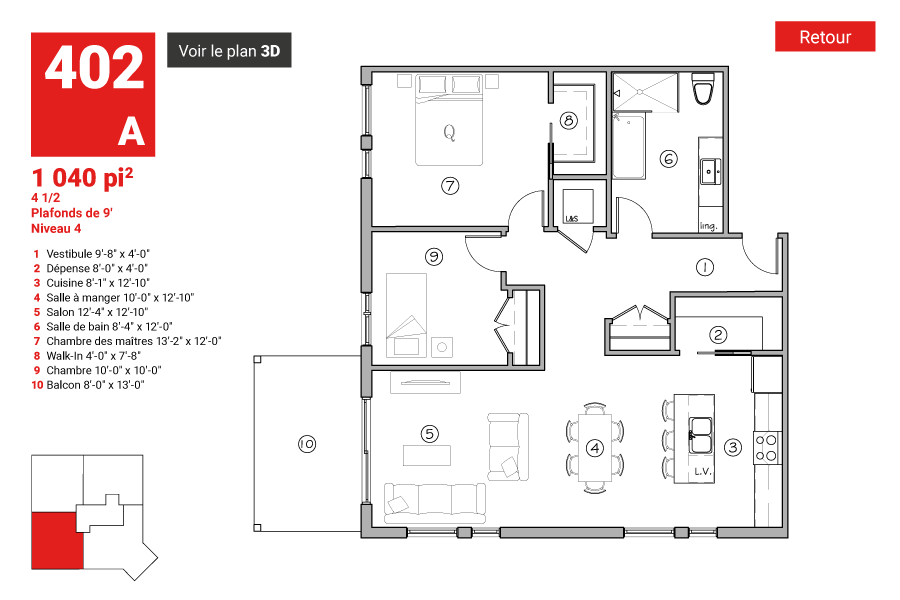 402
A
Voir le plan 3D
Retour
1 040 pi²
4 1/2
Plafonds de 9'
Niveau 4
1 Vestibule 9'-8" x 4'-0"
2 Dépense 8'-0" x 4'-0"
3 Cuisine 8'-1" x 12'-10"
4 Salle à manger 10'-0" x 12'-10"
5 Salon 12'-4" x 12'-10"
6 Salle de bain 8'-4" x 12'-0"
7 Chambre des maîtres 13'-2" x 12'-0"
8 Walk-In 4'-0" x 7'-8"
9 Chambre 10'-0" x 10'-0"
10 Balcon 8'-0" x 13'-0"
Q
8
6
7
L&S
ling.
9
1
2
10
5
4
3
L.V.